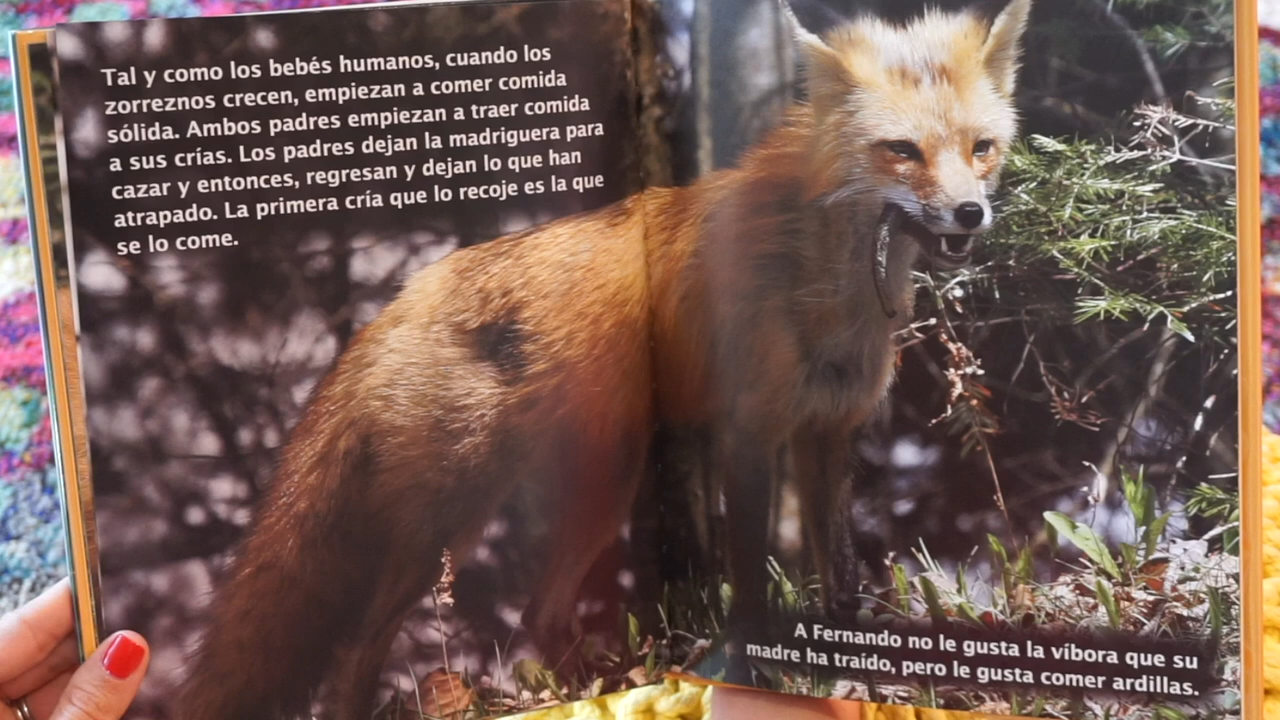 Tal y como los bebés humanos, cuando los
zorreznos crecen, empiezan a comer comida
sólida. Ambos padres empiezan a traer comida
a sus crías. Los padres dejan la madriguera para
cazar y entonces, regresan y dejan lo que han
atrapado. La primera cría que lo recoje es la que
se lo come.
A Fernando no le gusta la víbora que su
madre ha traído, pero le gusta comer ardillas.